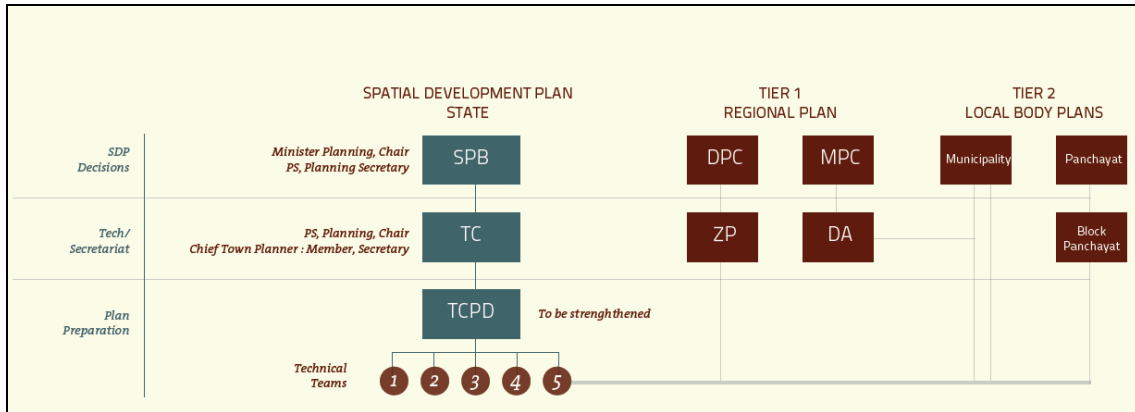 SPATIAL DEVELOPMENT PLAN
STATE
TIER 1
REGIONAL PLAN
TIER 2
LOCAL BODY PLANS
SDP
Decisions
Minister Planning, Chair
PS, Planning Secretary
SPB
DPC
MPC
Municipality
Panchayat
Tech/
Secretariat
PS, Planning, Chair
Chief Town Planner : Member, Secretary
TC
ZP
DA
Block
Panchayat
Plan
Preparation
TCPD
To be strenghthened
Technical
Teams
1
2
3
4
5